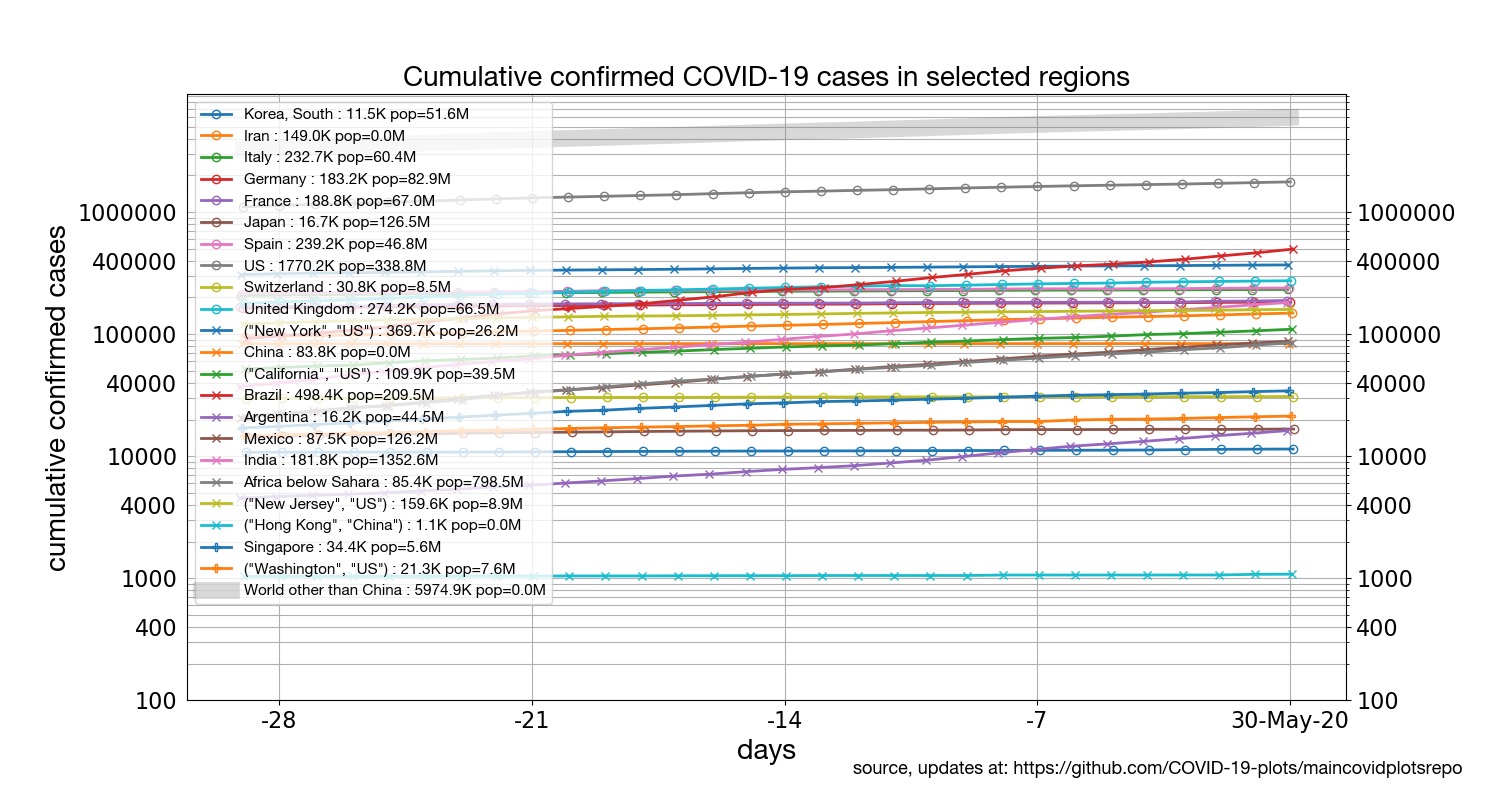 Cumulative confirmed COVID-19 cases in selected regions
Korea, South : 11.5K pop=51.6M
Iran : 149.0K pop=0.0M
Italy : 232.7K pop=60.4M
Germany : 183.2K pop=82.9M
France : 188.8K pop=67.0M
Japan : 16.7K pop=126.5M
Spain : 239.2K pop=46.8M
US : 1770.2K pop=338.8M
Switzerland : 30.8K pop=8.5M
United Kingdom : 274.2K pop=66.5M
("New York", "US") : 369.7K pop=26.2M
China : 83.8K pop=0.0M
("California", "US") : 109.9K pop=39.5M
Brazil : 498.4K pop=209.5M
Argentina : 16.2K pop=44.5M
Mexico : 87.5K pop=126.2M
India : 181.8K pop=1352.6M
Africa below Sahara : 85.4K pop=798.5M
("New Jersey", "US") : 159.6K pop=8.9M
("Hong Kong", "China") : 1.1K pop=0.0M
Singapore : 34.4K pop=5.6M
("Washington", "US") : 21.3K pop=7.6M
World other than China : 5974.9K pop=0.0M
cumulative confirmed cases
1000000
400000
100000
40000
10000
4000
1000
400
100
1000000
400000
100000
40000
10000
4000
1000
400
100
-28 -21 -14 -7 30-May-20
days
source, updates at: https://github.com/COVID-19-plots/maincovidplotsrepo